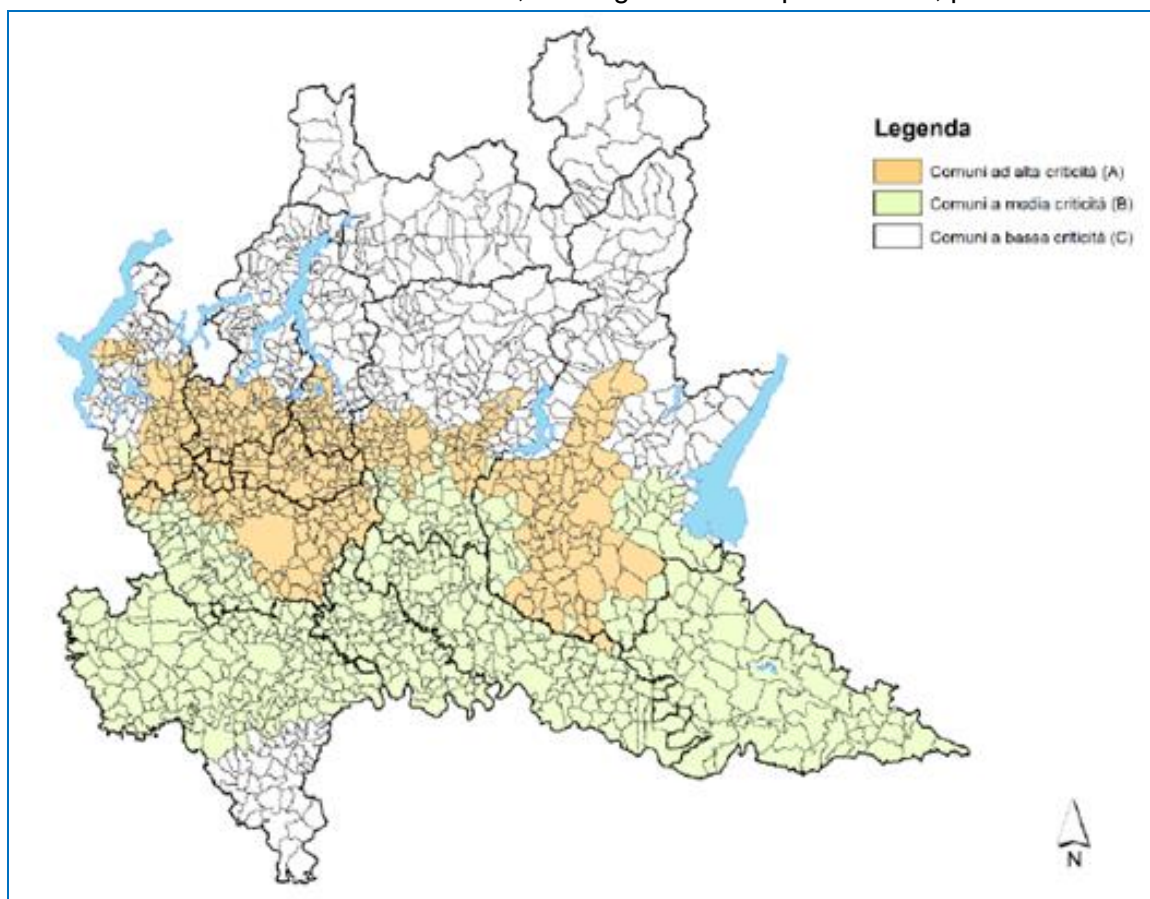 Legenda
Comuni ad alta criticità (A)
Comuni a media criticità (B)
Comuni a bassa criticità (C)
N